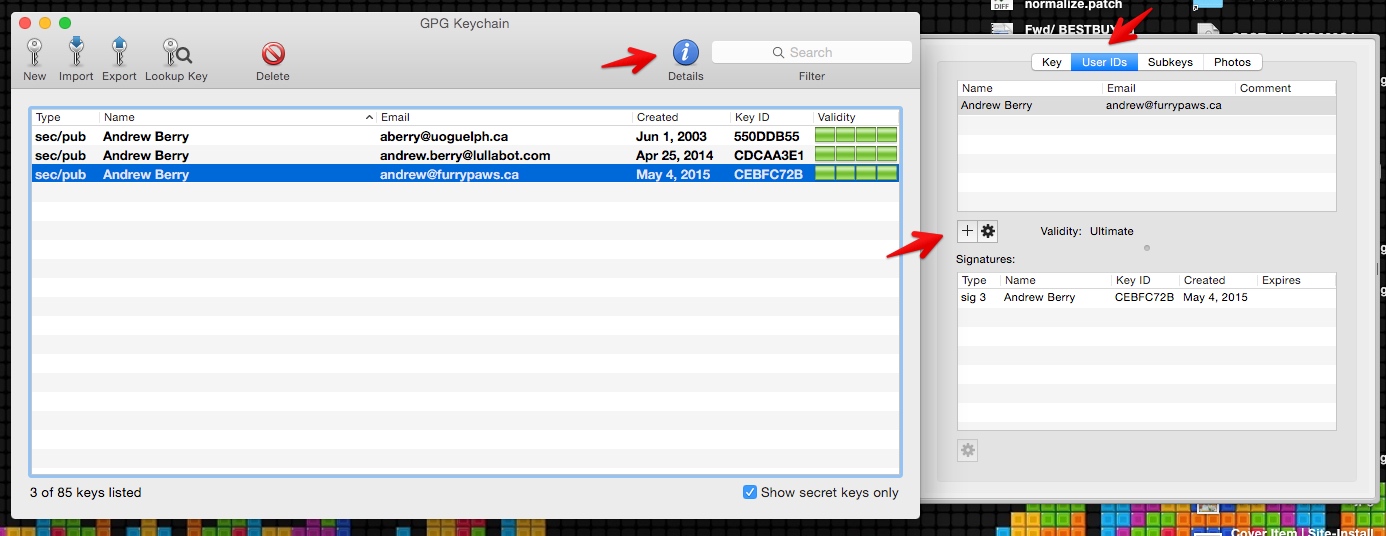 GPG Keychain
New Import Export Lookup Key Delete Details Search Filter
Type Name Email Created Key ID Validity
sec/pub Andrew Berry aberry@uoguelph.ca Jun 1, 2003 550DDB55
sec/pub Andrew Berry andrew.berry@lullabot.com Apr 25, 2014 CDCAA3E1
sec/pub Andrew Berry andrew@furrypaws.ca May 4, 2015 CEBFC72B
3 of 85 keys listed
Show secret keys only
DIFF
normalize.patch
Fwd/ BESTBUY
Key User IDs Subkeys Photos
Name Email Comment
Andrew Berry andrew@furrypaws.ca
+ Validity: Ultimate
Signatures:
Type Name Key ID Created Expires
sig 3 Andrew Berry CEBFC72B May 4, 2015
Cover Item | Site-Install